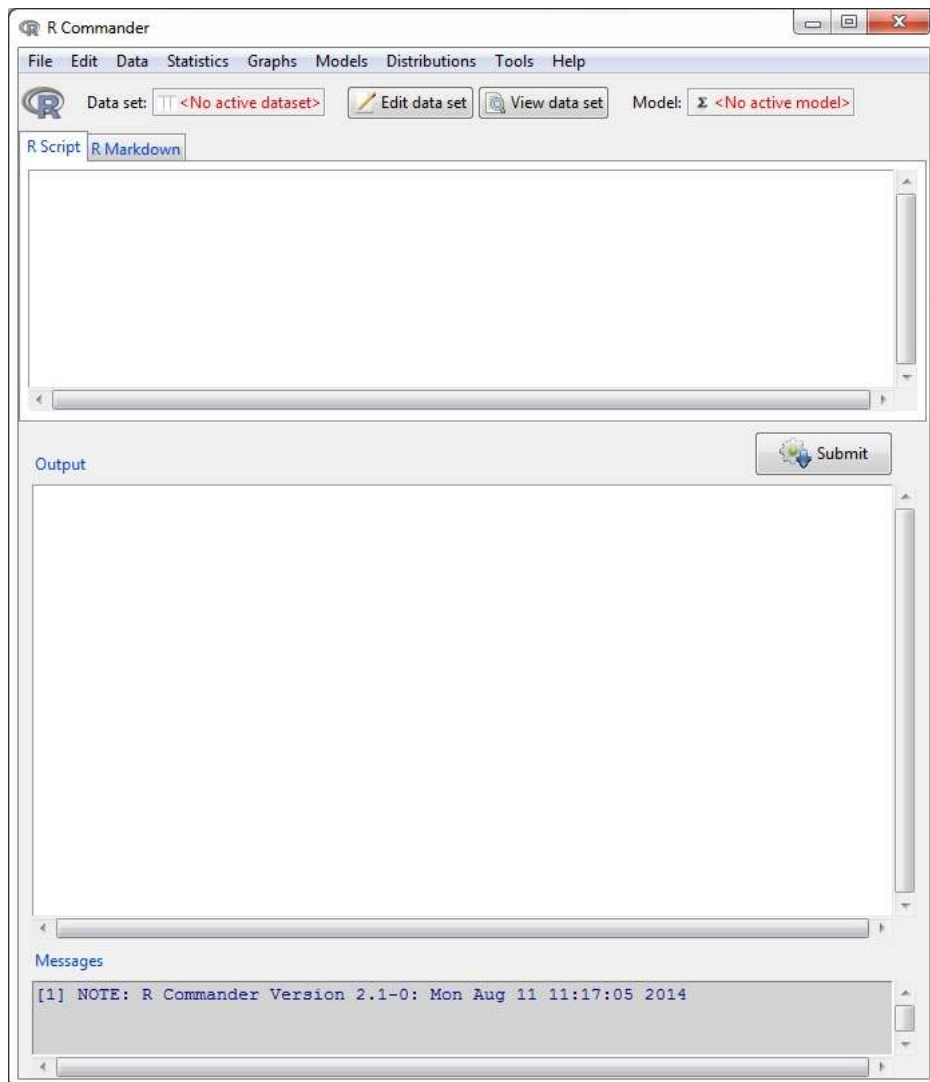 R Commander
File Edit Data Statistics Graphs Models Distributions Tools Help
R Data set: <No active dataset> Edit data set View data set Model: Σ <No active model>
R Script R Markdown
Submit
Output
Messages
[1] NOTE: R Commander Version 2.1-0: Mon Aug 11 11:17:05 2014